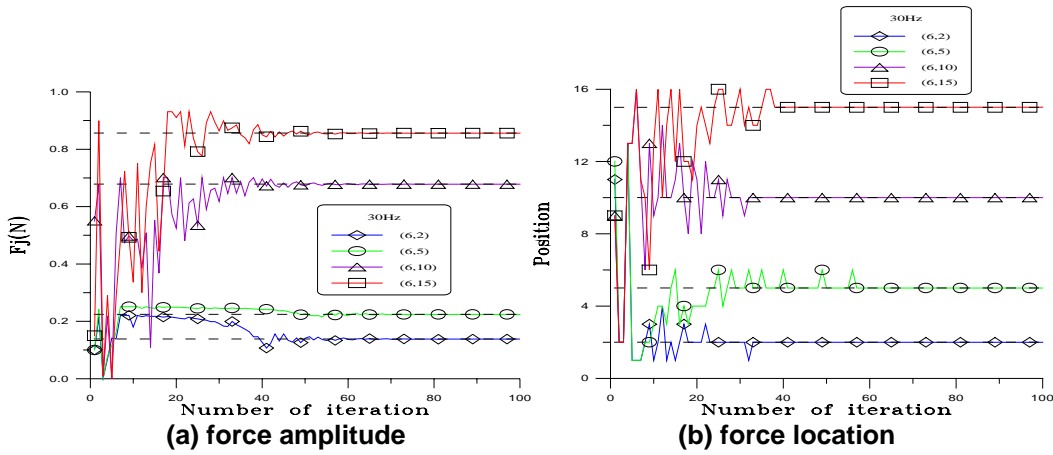 30Hz
(6,2)
(6,5)
(6,10)
(6,15)
1.0
0.8
0.6
0.4
0.2
0.0
Fj(N)
30Hz
(6,2)
(6,5)
(6,10)
(6,15)
0 20 40 60 80 100
Number of iteration
(a) force amplitude
16
12
8
4
0
Position
0 20 40 60 80 100
Number of iteration
(b) force location